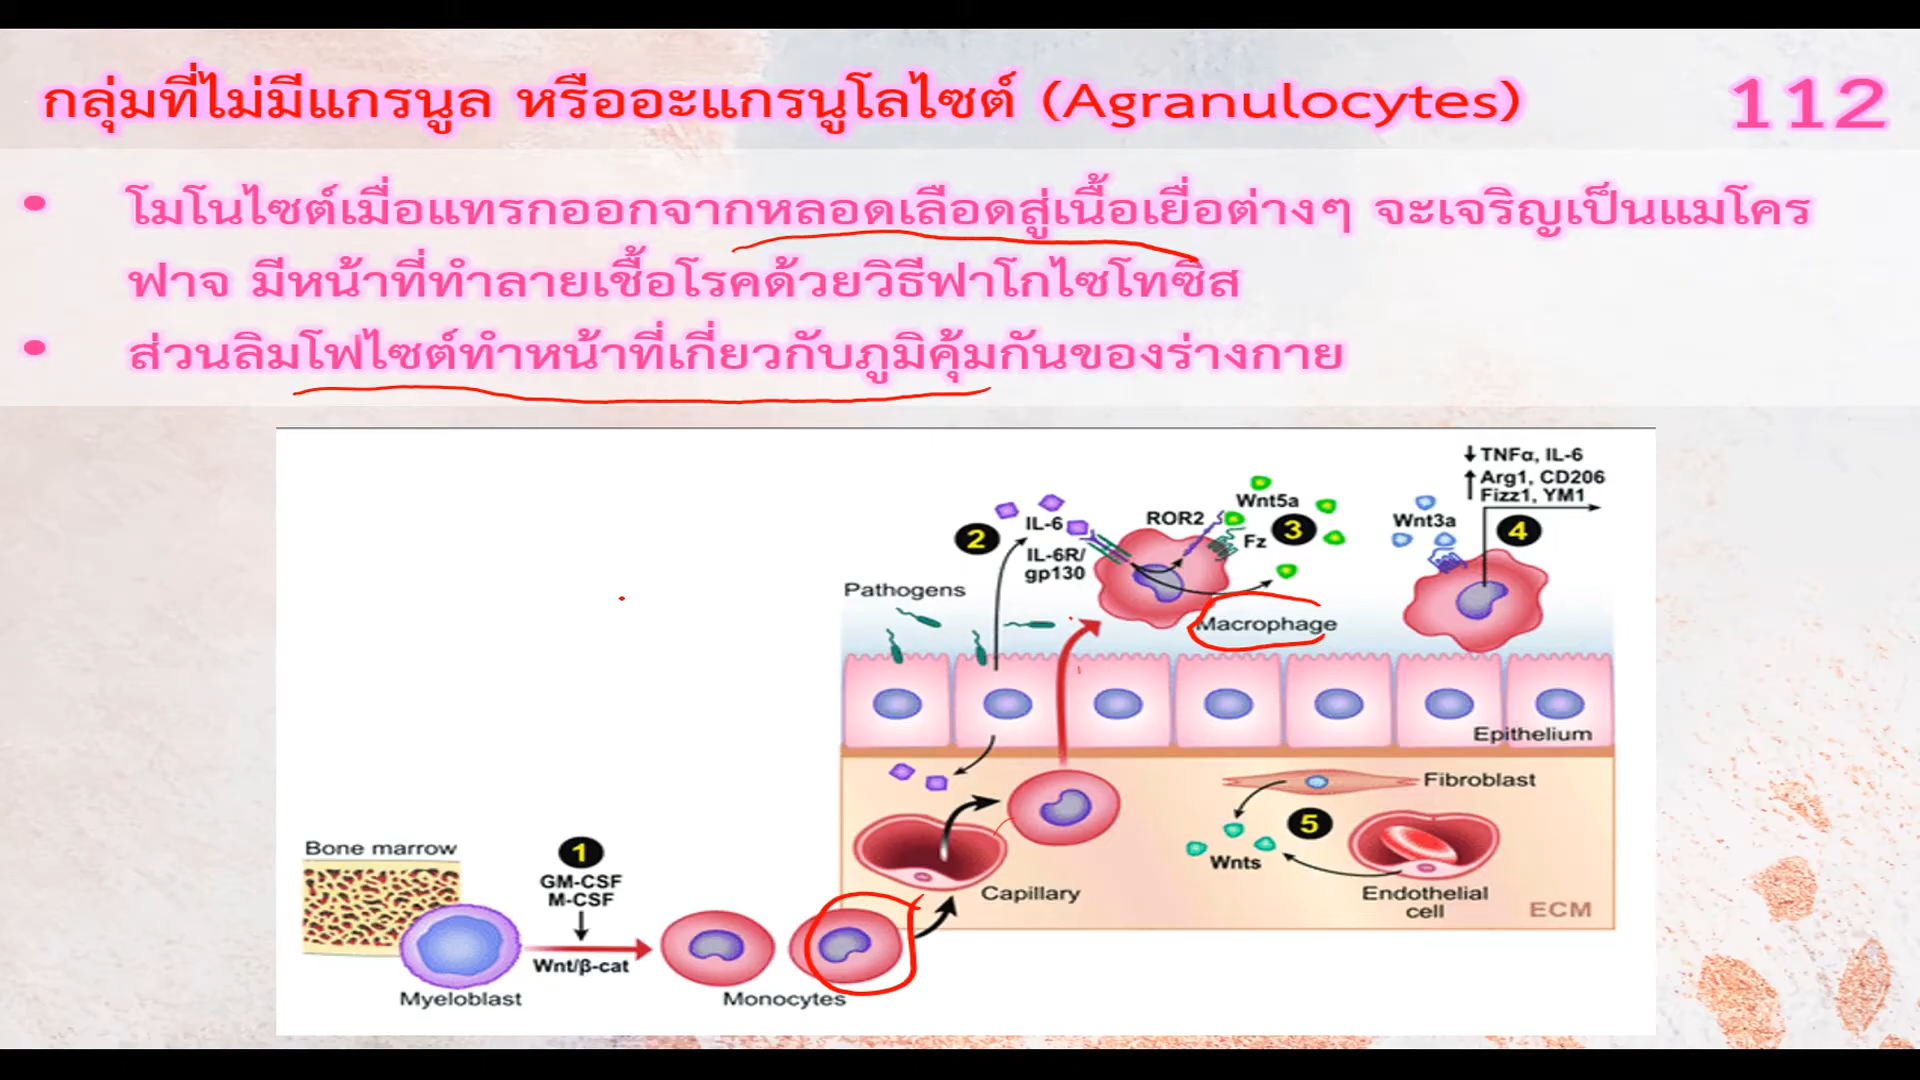 กลุ่มที่ไม่มีแกรนูล หรืออะแกรนูโลไซต์ (Agranulocytes)
112
• โมโนไซต์เมื่อแทรกออกจากหลอดเลือดสู่เนื้อเยื่อต่างๆ จะเจริญเป็นแมโคร
ฟาจ มีหน้าที่ทำลายเชื้อโรคด้วยวิธีฟาโกไซโทซิส
• ส่วนลิมโฟไซต์ทำหน้าที่เกี่ยวกับภูมิคุ้มกันของร่างกาย
↓ TNFα, IL-6
↑ Arg1, CD206
Fizz1, YM1
2
IL-6
IL-6R/
gp130
ROR2
Wnt5a
Fz
3
Wnt3a
4
Pathogens
Macrophage
Epithelium
Fibroblast
5
Wnts
Capillary
Endothelial
cell
ECM
Bone marrow
1
GM-CSF
M-CSF
Wnt/β-cat
Myeloblast
Monocytes